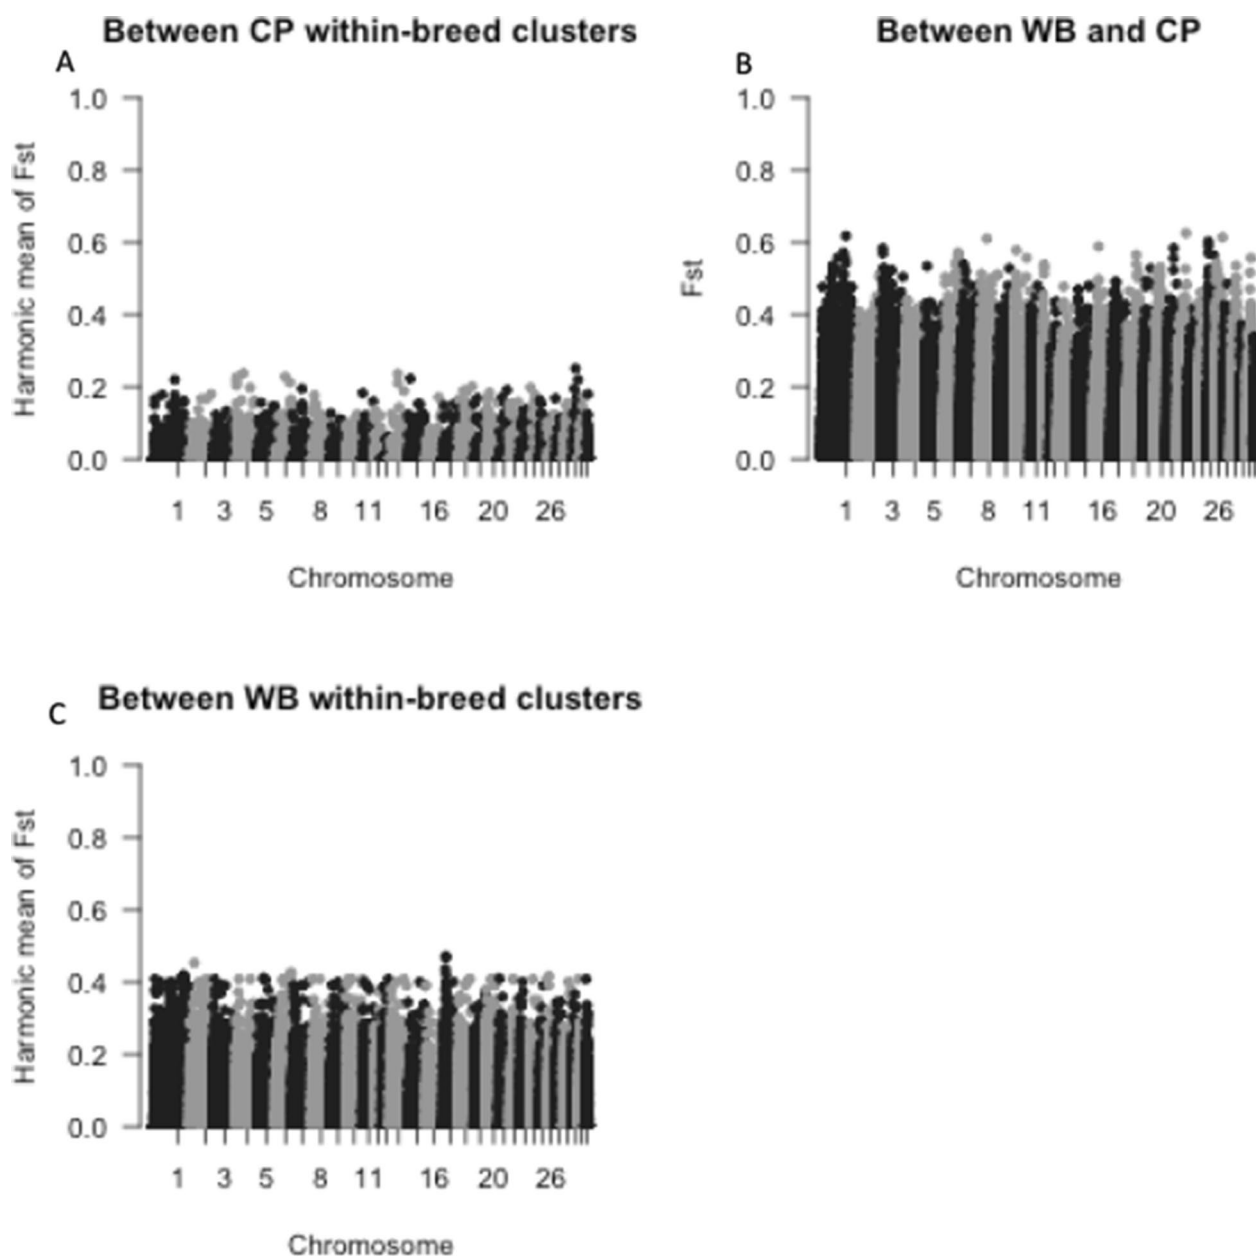 Between CP within-breed clusters
A
Harmonic mean of Fst
1.0
0.8
0.6
0.4
0.2
0.0
1 3 5 8 11 16 20 26
Chromosome
Between WB and CP
B
Fst
1.0
0.8
0.6
0.4
0.2
0.0
1 3 5 8 11 16 20 26
Chromosome
Between WB within-breed clusters
C
Harmonic mean of Fst
1.0
0.8
0.6
0.4
0.2
0.0
1 3 5 8 11 16 20 26
Chromosome